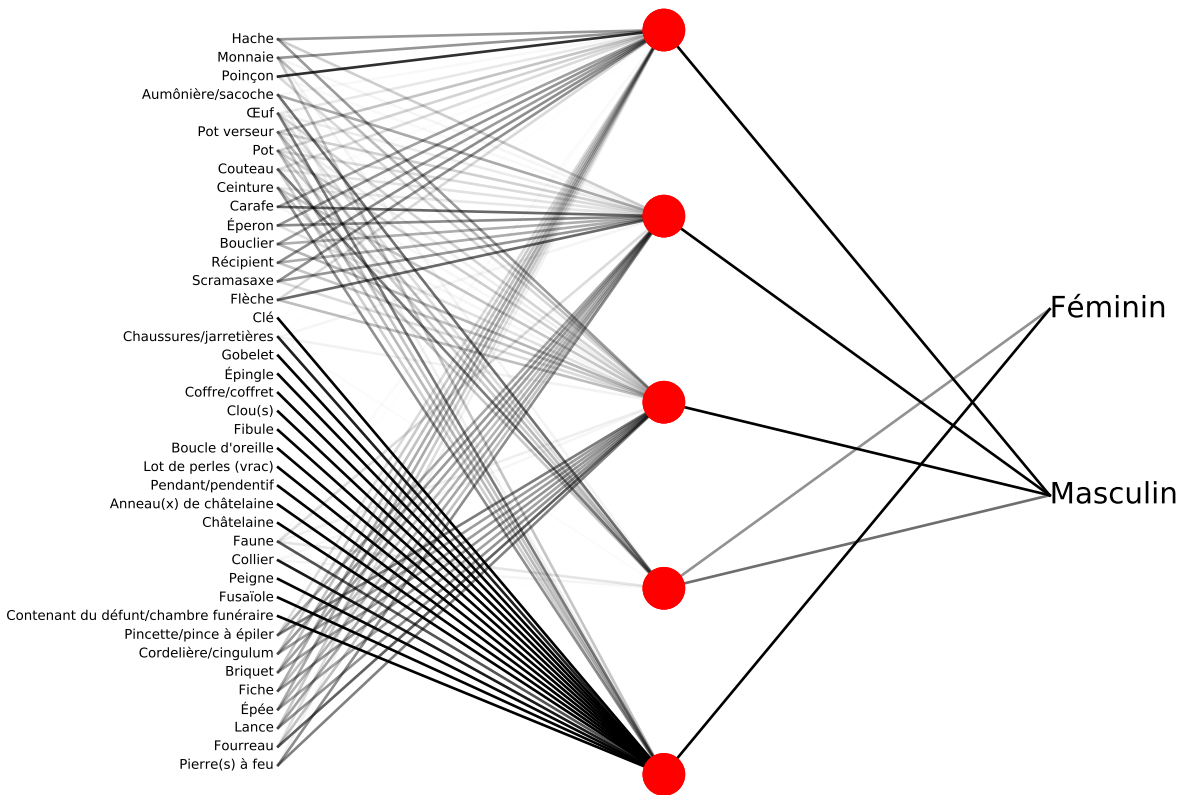 Hache
Monnaie
Poinçon
Aumônière/sacoche
Œuf
Pot verseur
Pot
Couteau
Ceinture
Carafe
Éperon
Bouclier
Récipient
Scramasaxe
Flèche
Clé
Chaussures/jarretières
Gobelet
Épingle
Coffre/coffret
Clou(s)
Fibule
Boucle d'oreille
Lot de perles (vrac)
Pendant/pendentif
Anneau(x) de châtelaine
Châtelaine
Faune
Collier
Peigne
Fusaïole
Contenant du défunt/chambre funéraire
Pincette/pince à épiler
Cordelière/cingulum
Briquet
Fiche
Épée
Lance
Fourreau
Pierre(s) à feu
Féminin
Masculin